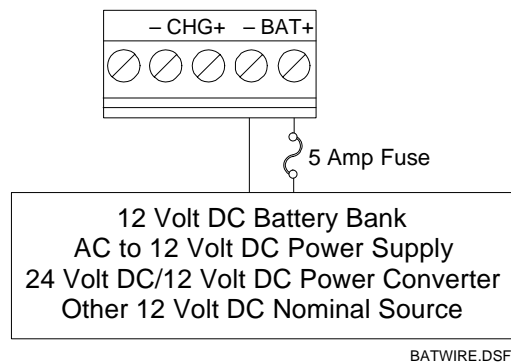 – CHG+ – BAT+
5 Amp Fuse
12 Volt DC Battery Bank
AC to 12 Volt DC Power Supply
24 Volt DC/12 Volt DC Power Converter
Other 12 Volt DC Nominal Source
BATWIRE.DSF